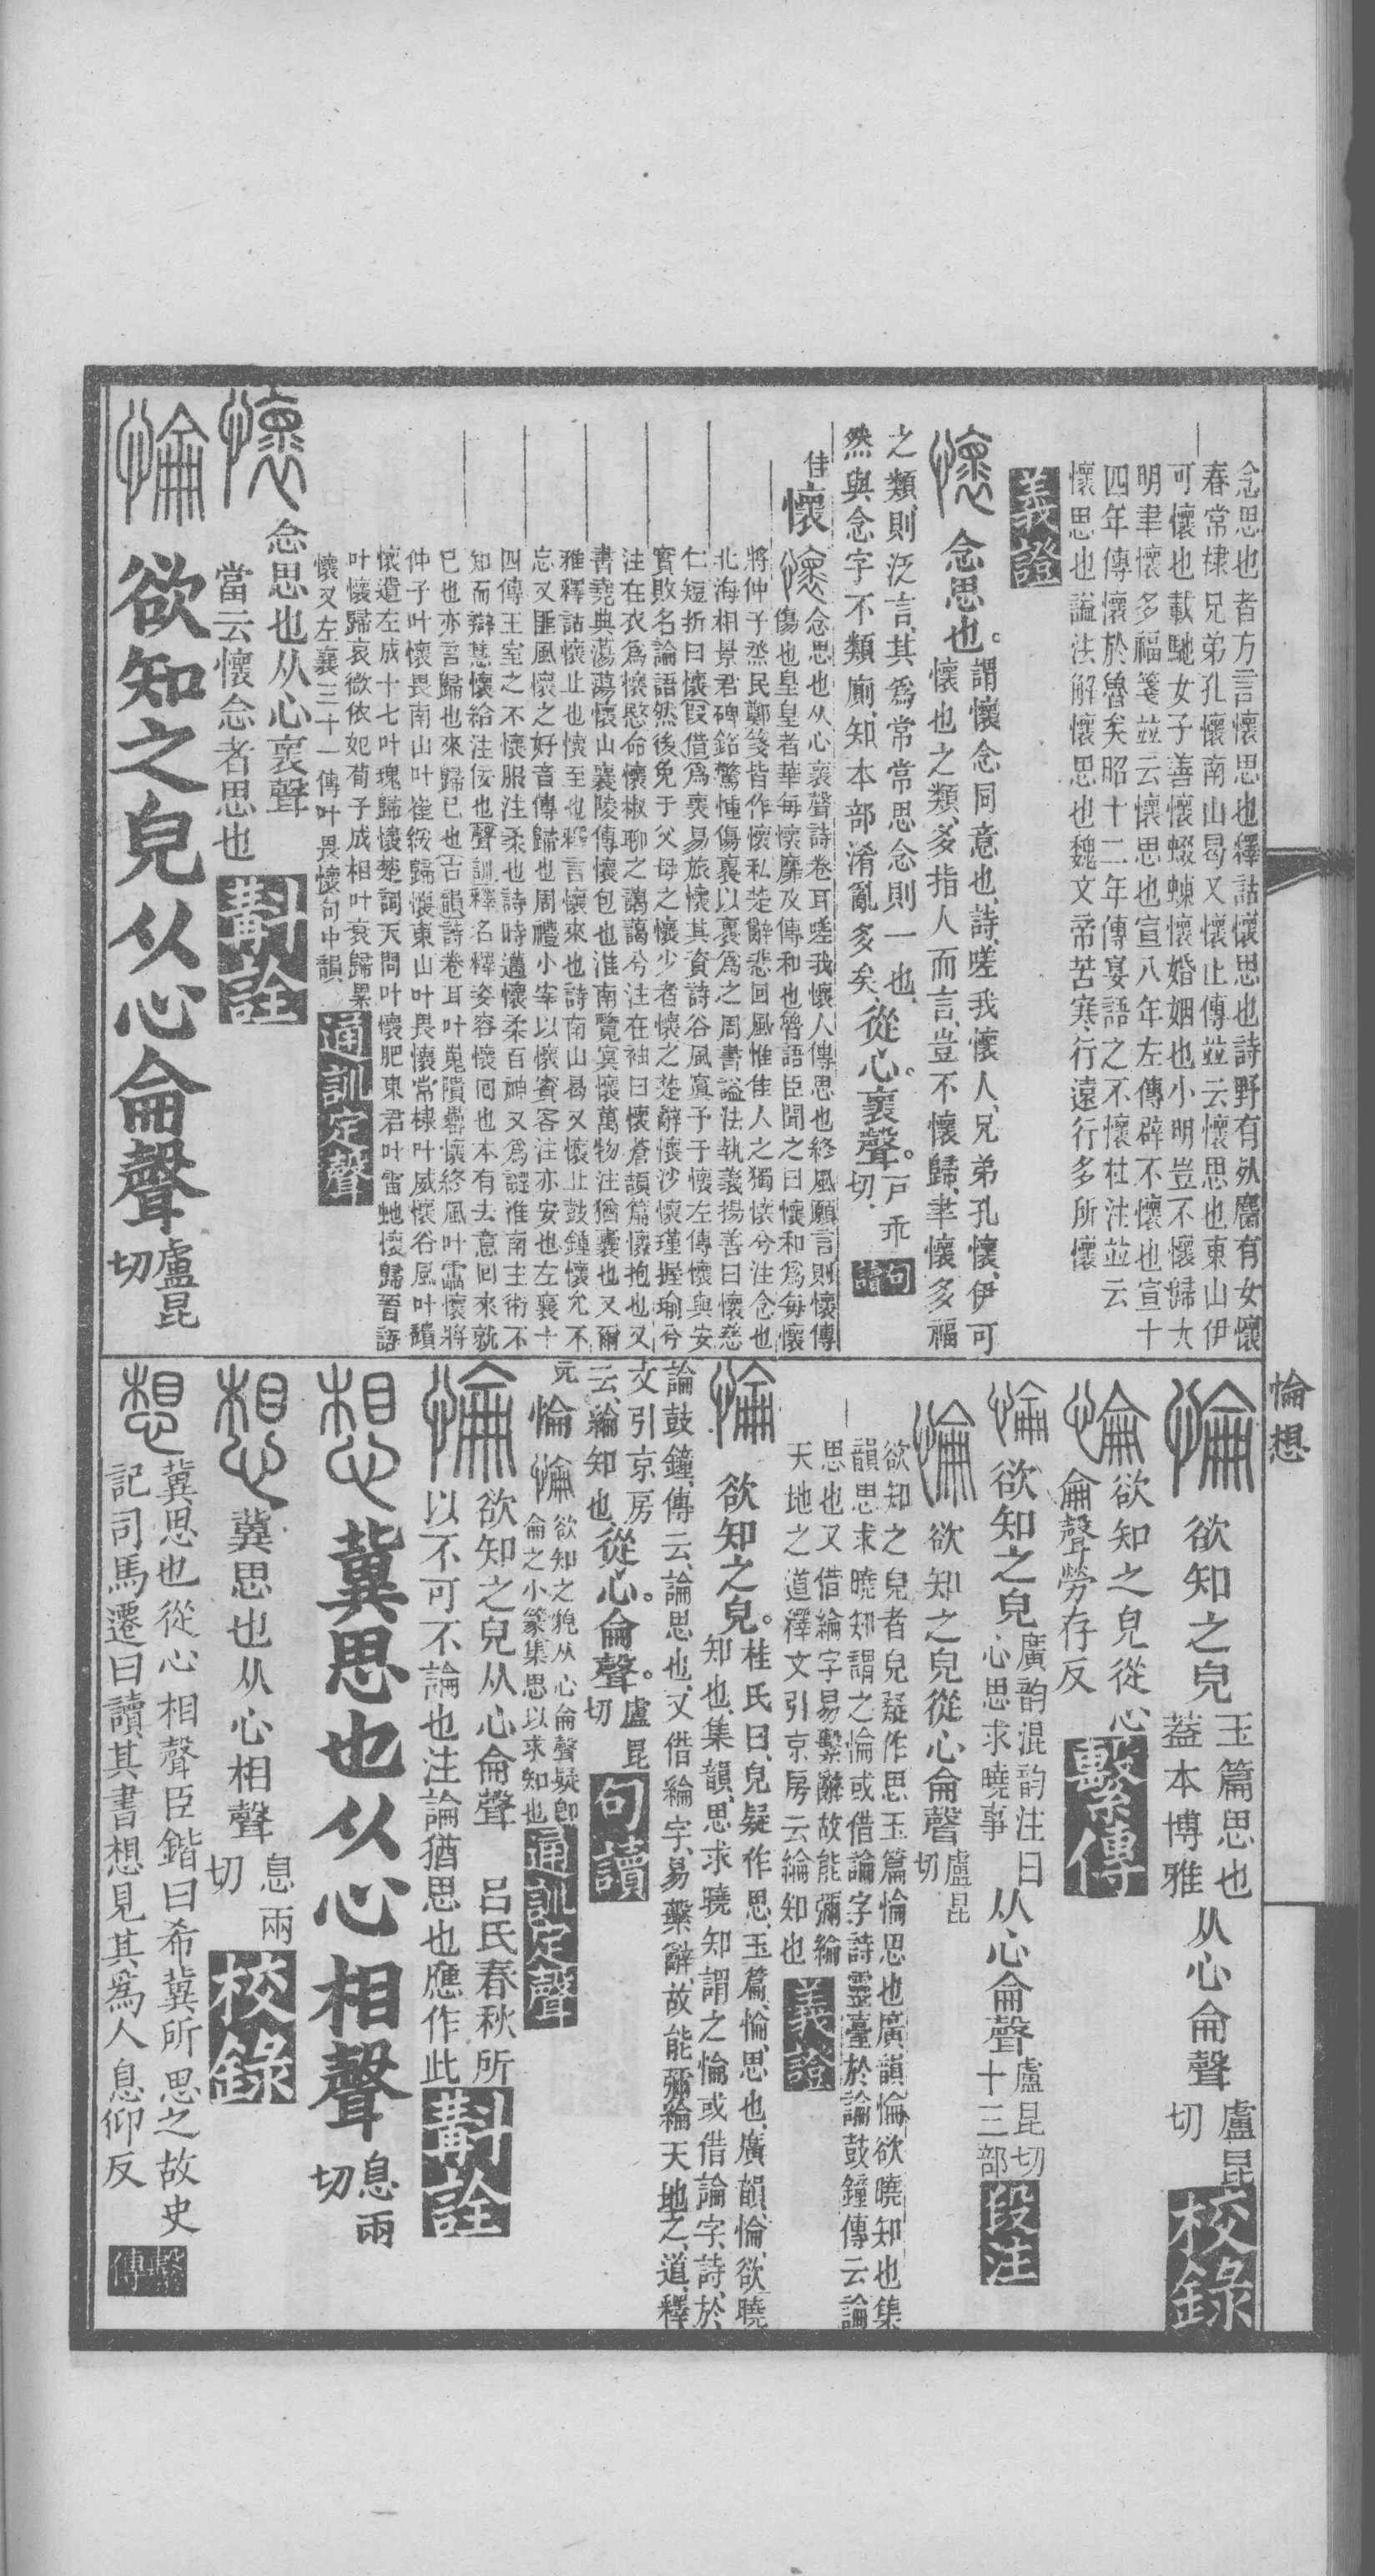 念思也者方言懷思也釋詁懷思也詩野有死麕有女懷
春常棣兄弟孔懷南山曷又懷止傳並云懷思也東山伊
可懷也載馳女子善懷蝃蝀懷婚姻也小明豈不懷歸大
明聿懷多福箋並云懷思也宣八年左傳辟不懷也宣十
四年傳懷於魯矣昭十二年傳宴語之不懷杜注並云
懷思也謚法解懷思也魏文帝苦寒行遠行多所懷
義證
懷 念思也。謂懷念同意也、詩、嗟我懷人、兄弟孔懷、伊可
懷也之類、多指人而言、豈不懷歸、聿懷多福
之類、則泛言、其爲常常思念則一也、
然與念字不類廁、知本部淆亂多矣、從心。褱聲。戶乖
切、 句讀
佳 懷 懷 念思也从心褱聲詩卷耳嗟我懷人傳思也終風願言則懷傳
傷也皇皇者華每懷靡及傳和也魯語臣聞之曰懷和爲每懷
將仲子烝民鄭箋皆作懷私楚辭悲回風惟佳人之獨懷兮注念也
北海相景君碑銘驚慟傷褱以褱爲之周書謚法執義揚善曰懷慈
仁短折曰懷叚借爲褱易旅懷其資詩谷風寘予于懷左傳懷與安
實敗名論語然後免于父母之懷少者懷之楚辭懷沙懷瑾握瑜兮
注在衣爲懷愍命懷椒聊之藹藹兮注在袖曰懷蒼頡篇懷抱也又
書堯典蕩蕩懷山襄陵傳懷包也淮南覽冥懷萬物注猶囊也又爾
雅釋詁懷止也懷至也釋言懷來也詩南山曷又懷止鼓鍾懷允不
忘又匪風懷之好音傳歸也周禮小宰以懷賓客注亦安也左襄十
四傳王室之不懷服注柔也詩時邁懷柔百神又爲譞淮南主術不
知而辯慧懷給注佞也聲訓釋名釋姿容懷回也本有去意回來就
已也亦言歸也來歸已也古韻詩卷耳叶嵬隤罍懷終風叶靁懷將
仲子叶懷畏南山叶崔綏歸懷東山叶畏懷常棣叶威懷谷風叶穨
懷遺左成十七叶瑰歸懷楚詞天問叶懷肥東君叶雷蛇懷歸晉語
叶懷歸哀微依妃荀子成相叶衰歸累
懷又左襄三十一傳叶畏懷句中韻 通訓定聲
懷 念思也从心褱聲
當云懷念者思也 斠詮
惀 欲知之皃从心侖聲 盧昆
切
惀想
惀 欲知之皃 玉篇思也
葢本博雅 从心侖聲 盧昆
切 校錄
惀 欲知之皃從心
侖聲勞存反 繫傳
惀 欲知之皃 廣韵混韵注曰
心思求曉事 从心侖聲 盧昆切
十三部 段注
惀 欲知之皃從心侖聲 盧昆
切
欲知之皃者皃疑作思玉篇惀思也廣韻惀欲曉知也集
韻思求曉知謂之惀或借論字詩靈臺於論鼓鐘傳云論
思也又借綸字易繫辭故能彌綸
天地之道釋文引京房云綸知也 義證
惀 欲知之皃。桂氏曰、皃疑作思、玉篇、惀、思也、廣韻、惀、欲曉
知也、集韻、思求曉知謂之惀、或借論字、詩、於
論鼓鐘、傳云、論思也、又借綸字、易繫辭、故能彌綸天地之道、釋
文引京房
云、綸知也、從心。侖聲。盧昆
切 句讀
元 惀 惀 欲知之貌从心侖聲疑卽
侖之小篆集思以求知也 通訓定聲
惀 欲知之皃从心侖聲 呂氏春秋所
以不可不論也注論猶思也應作此 斠詮
想 冀思也从心相聲 息兩
切
想 冀思也从心相聲 息兩
切 校錄
想 冀思也從心相聲臣鍇曰希冀所思之故史
記司馬遷曰讀其書想見其爲人息仰反 繫傳